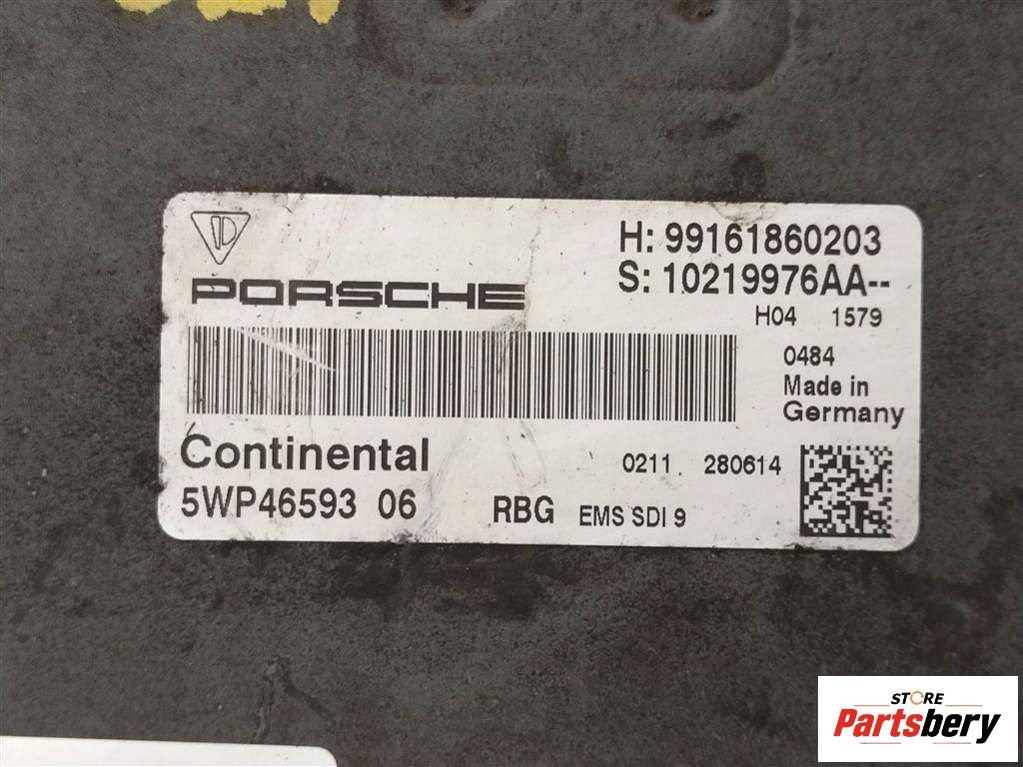 PORSCHE
H: 99161860203
S: 10219976AA--
H04 1579
0484
Made in
Germany
Continental
0211 280614
5WP46593 06 RBG EMS SDI 9
STORE
Partsbery